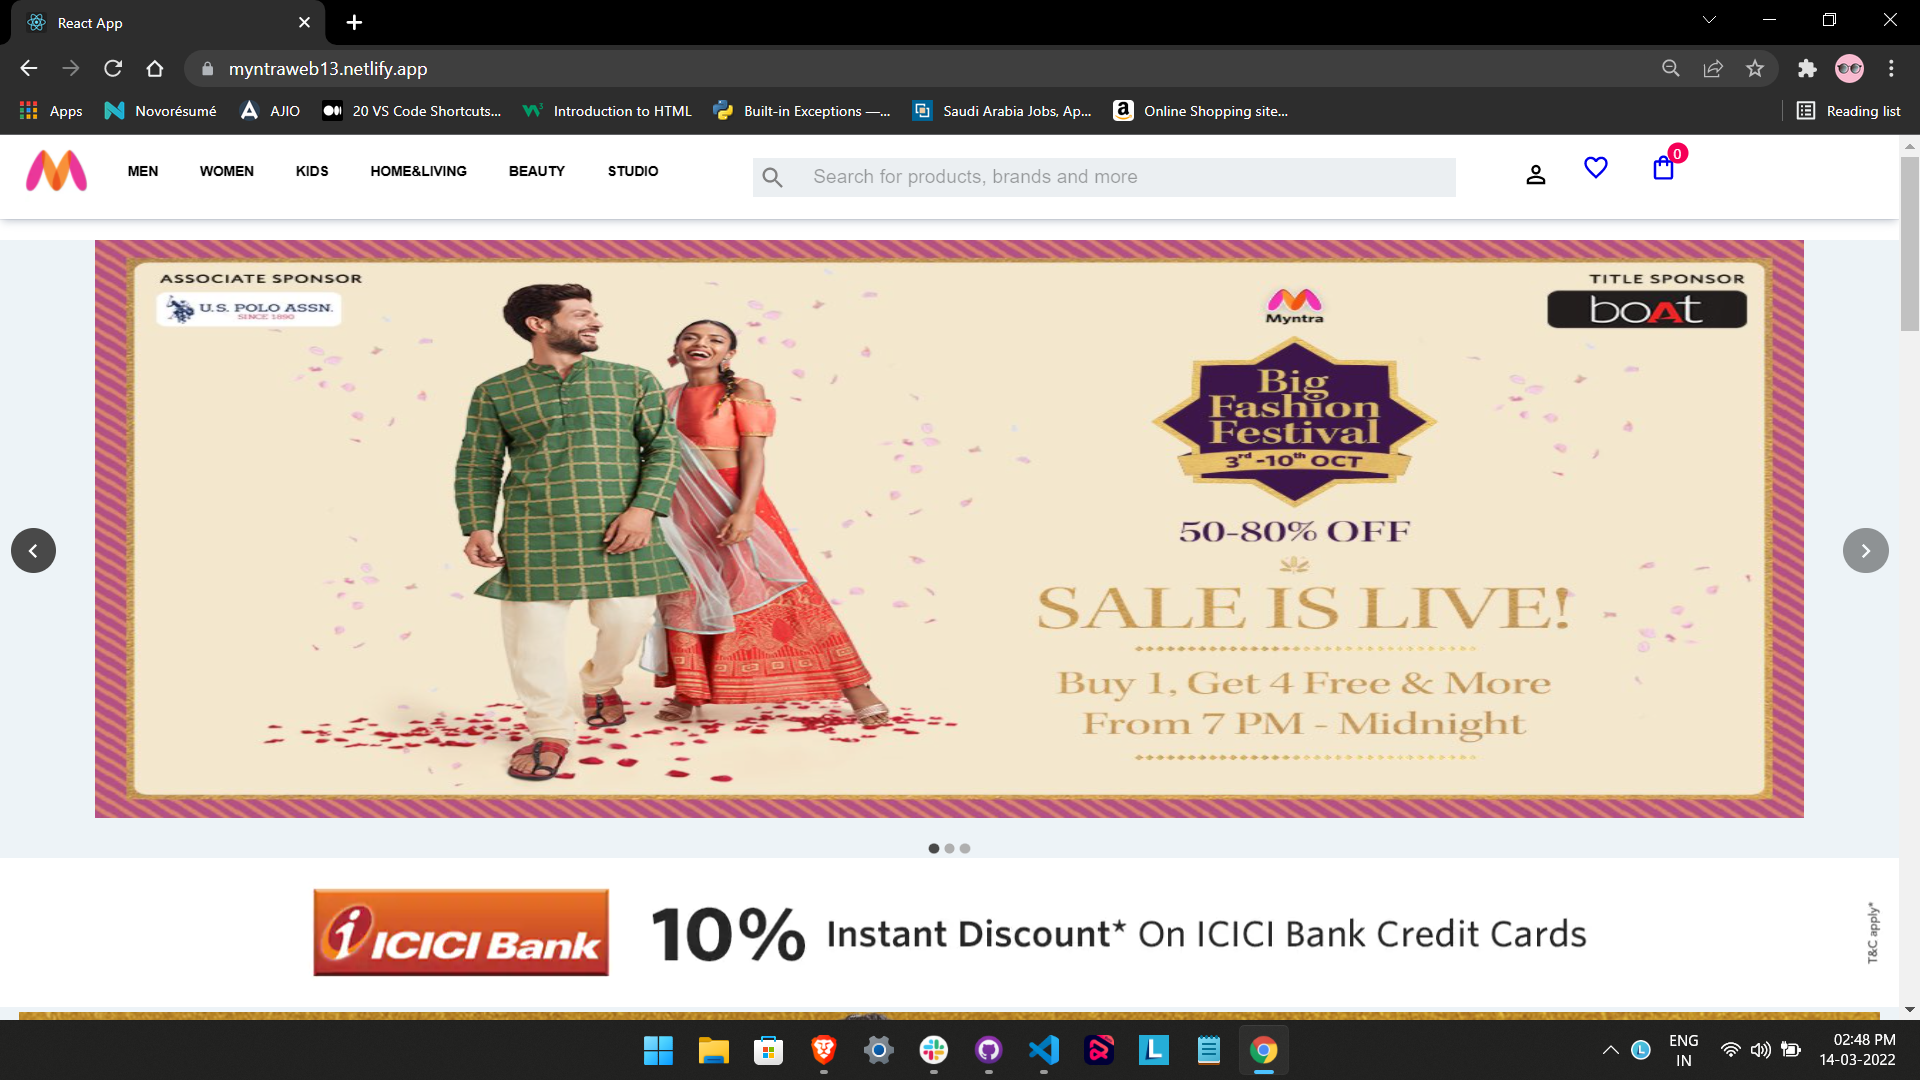 React App
myntraweb13.netlify.app
Apps
Novorésumé
AJIO
20 VS Code Shortcuts...
Introduction to HTML
Built-in Exceptions —...
Saudi Arabia Jobs, Ap...
Online Shopping site...
Reading list
MEN
WOMEN
KIDS
HOME&LIVING
BEAUTY
STUDIO
Search for products, brands and more
0
ASSOCIATE SPONSOR
U.S. POLO ASSN.
SINCE 1890
Myntra
TITLE SPONSOR
boAt
Big
Fashion
Festival
3rd -10th OCT
50-80% OFF
SALE IS LIVE!
Buy 1, Get 4 Free & More
From 7 PM - Midnight
ICICI Bank
10% Instant Discount* On ICICI Bank Credit Cards
T&C apply*
ENG
IN
02:48 PM
14-03-2022